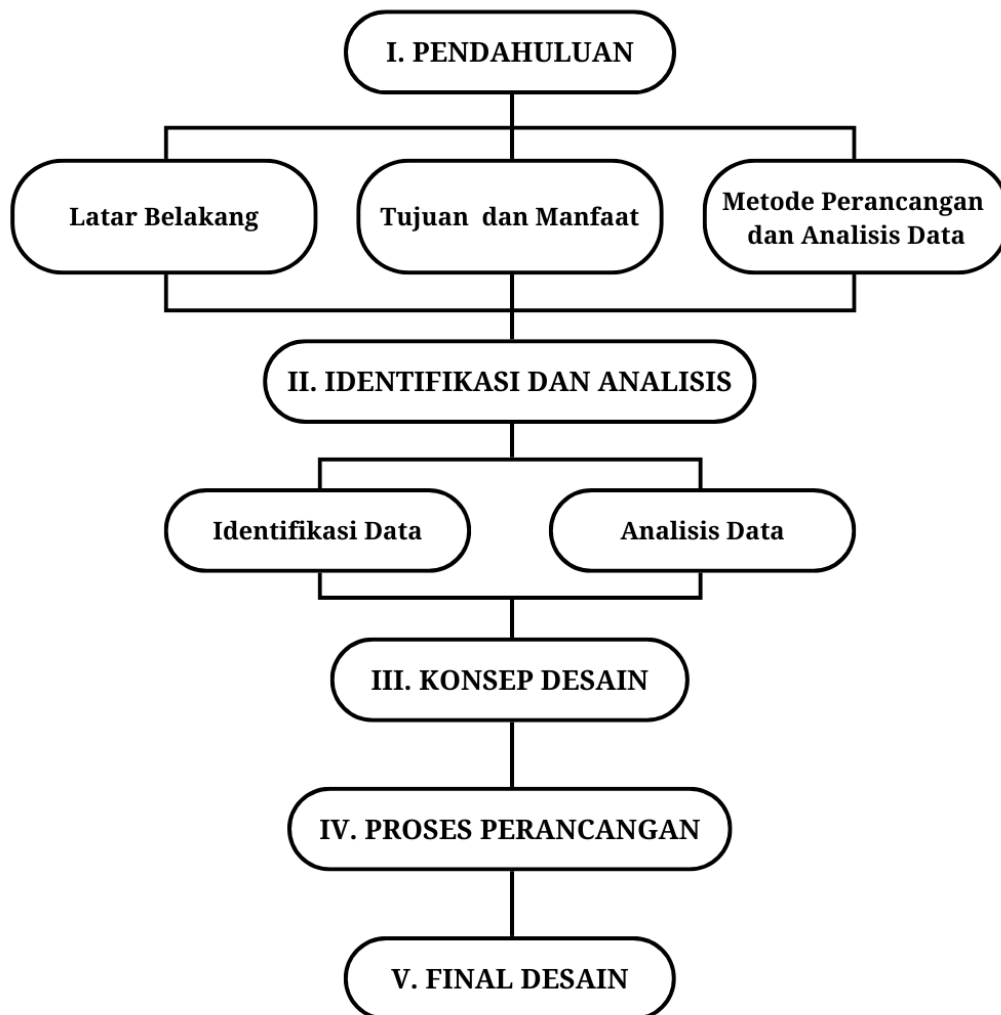 I. PENDAHULUAN
Latar Belakang
Tujuan dan Manfaat
Metode Perancangan
dan Analisis Data
II. IDENTIFIKASI DAN ANALISIS
Identifikasi Data
Analisis Data
III. KONSEP DESAIN
IV. PROSES PERANCANGAN
V. FINAL DESAIN